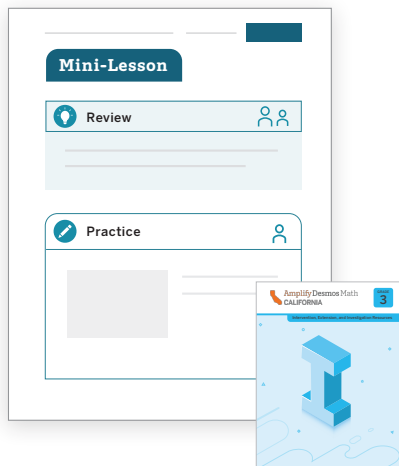 Mini-Lesson
Review
Practice
Amplify Desmos Math
CALIFORNIA
GRADE
3
Intervention, Extension, and Investigation Resources